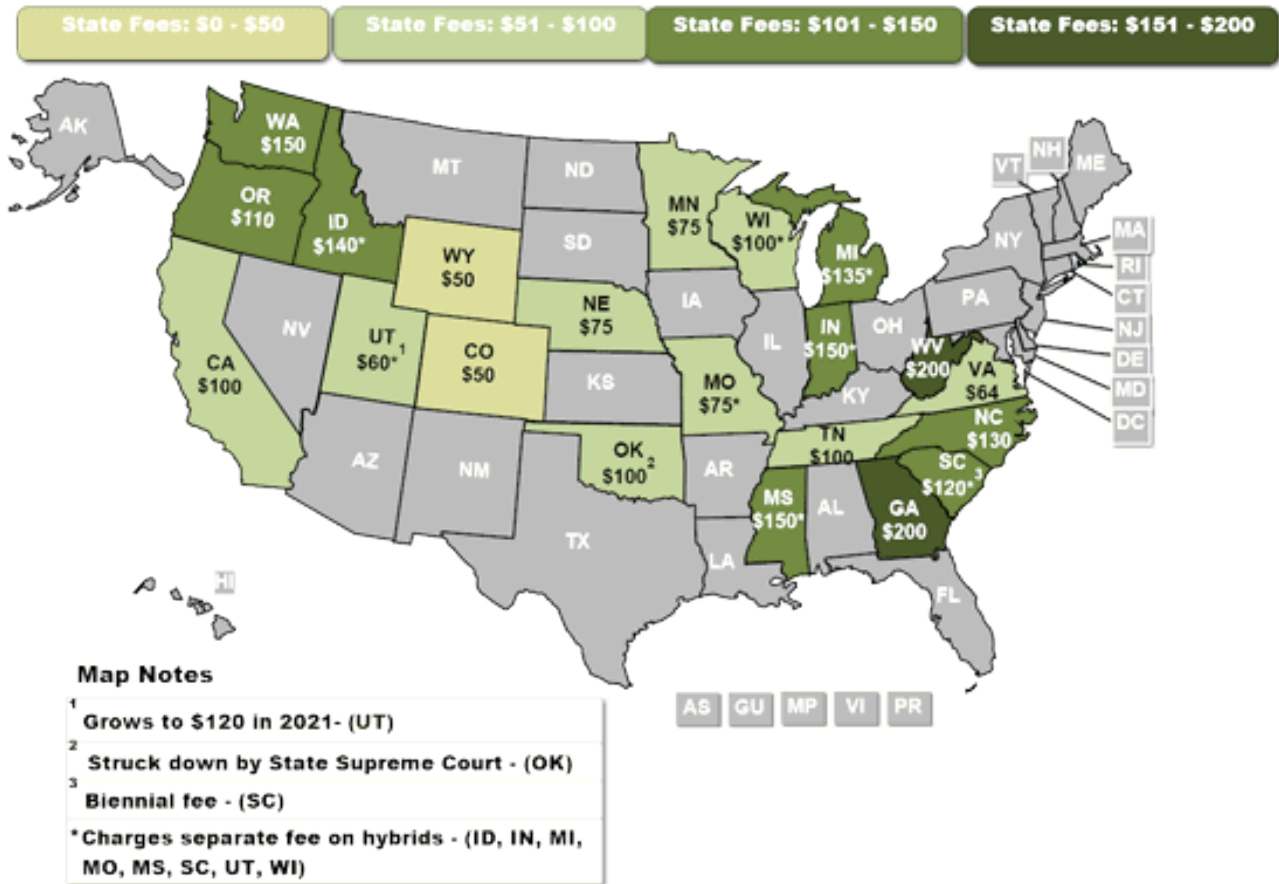 State Fees: $0 - $50
State Fees: $51 - $100
State Fees: $101 - $150
State Fees: $151 - $200
AK
WA
$150
OR
$110
ID
$140*
MT
ND
SD
MN
$75
WI
$100*
MI
$135*
VT
NH
ME
NY
MA
RI
CT
NJ
DE
MD
DC
PA
WY
$50
NE
$75
IA
IL
IN
$150*
OH
WV
$200
VA
$64
CA
$100
NV
UT¹
$60*
CO
$50
KS
MO
$75*
KY
NC
$130
TN
$100
SC
$120*³
AZ
NM
OK
$100²
AR
MS
$150*
AL
GA
$200
TX
LA
FL
HI
AS
GU
MP
VI
PR
Map Notes
¹ Grows to $120 in 2021- (UT)
² Struck down by State Supreme Court - (OK)
³ Biennial fee - (SC)
*Charges separate fee on hybrids - (ID, IN, MI,
MO, MS, SC, UT, WI)